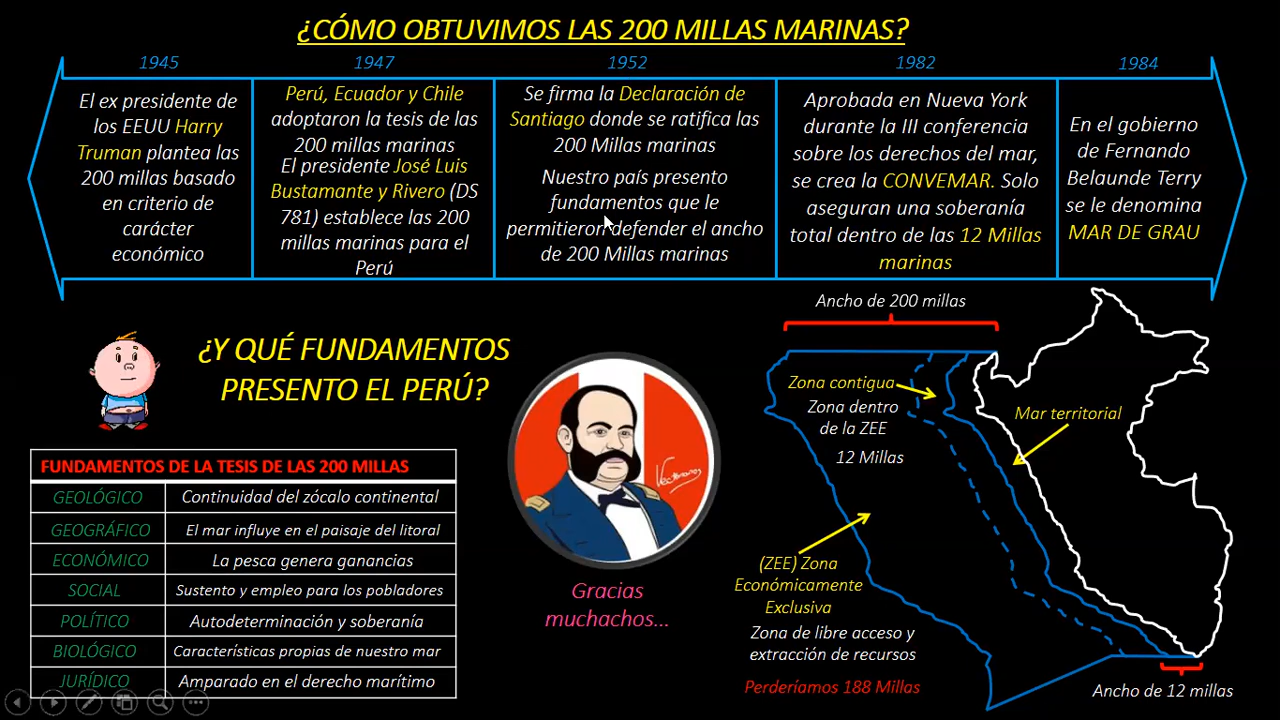 ¿CÓMO OBTUVIMOS LAS 200 MILLAS MARINAS?
1945
El ex presidente de
los EEUU Harry
Truman plantea las
200 millas basado
en criterio de
carácter
económico
1947
Perú, Ecuador y Chile
adoptaron la tesis de las
200 millas marinas
El presidente José Luis
Bustamante y Rivero (DS
781) establece las 200
millas marinas para el
Perú
1952
Se firma la Declaración de
Santiago donde se ratifica las
200 Millas marinas
Nuestro país presento
fundamentos que le
permitieron defender el ancho
de 200 Millas marinas
1982
Aprobada en Nueva York
durante la III conferencia
sobre los derechos del mar,
se crea la CONVEMAR. Solo
aseguran una soberanía
total dentro de las 12 Millas
marinas
1984
En el gobierno
de Fernando
Belaunde Terry
se le denomina
MAR DE GRAU
¿Y QUÉ FUNDAMENTOS
PRESENTO EL PERÚ?
FUNDAMENTOS DE LA TESIS DE LAS 200 MILLAS
GEOLÓGICO Continuidad del zócalo continental
GEOGRÁFICO El mar influye en el paisaje del litoral
ECONÓMICO La pesca genera ganancias
SOCIAL Sustento y empleo para los pobladores
POLÍTICO Autodeterminación y soberanía
BIOLÓGICO Características propias de nuestro mar
JURÍDICO Amparado en el derecho marítimo
Vectorianos
Gracias
muchachos...
Ancho de 200 millas
Zona contigua
Zona dentro
de la ZEE
12 Millas
Mar territorial
(ZEE) Zona
Económicamente
Exclusiva
Zona de libre acceso y
extracción de recursos
Perderíamos 188 Millas
Ancho de 12 millas